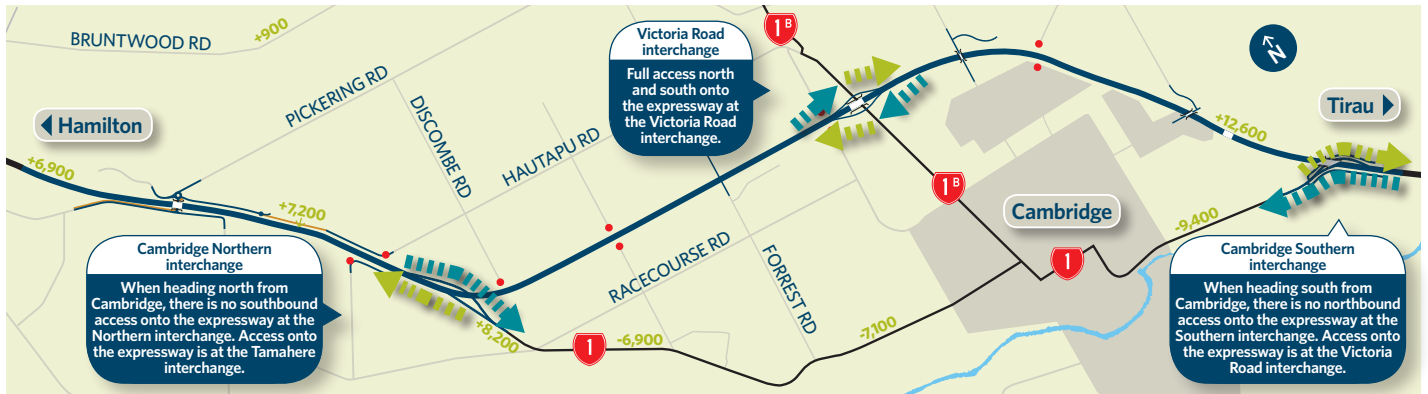 BRUNTWOOD RD
+900
PICKERING RD
DISCOMBE RD
HAUTAPU RD
Hamilton
+6,900
+7,200
Cambridge Northern
interchange
When heading north from
Cambridge, there is no southbound
access onto the expressway at the
Northern interchange. Access onto
the expressway is at the Tamahere
interchange.
+8,200
1
-6,900
RACECOURSE RD
FORREST RD
-7,100
Victoria Road
interchange
Full access north
and south onto
the expressway at
the Victoria Road
interchange.
1B
1B
Cambridge
1
-9,400
N
Tirau
+12,600
Cambridge Southern
interchange
When heading south from
Cambridge, there is no northbound
access onto the expressway at the
Southern interchange. Access onto
the expressway is at the Victoria
Road interchange.